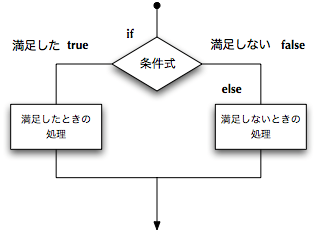 if
満足した true
満足しない false
条件式
else
満足したときの
処理
満足しないときの
処理